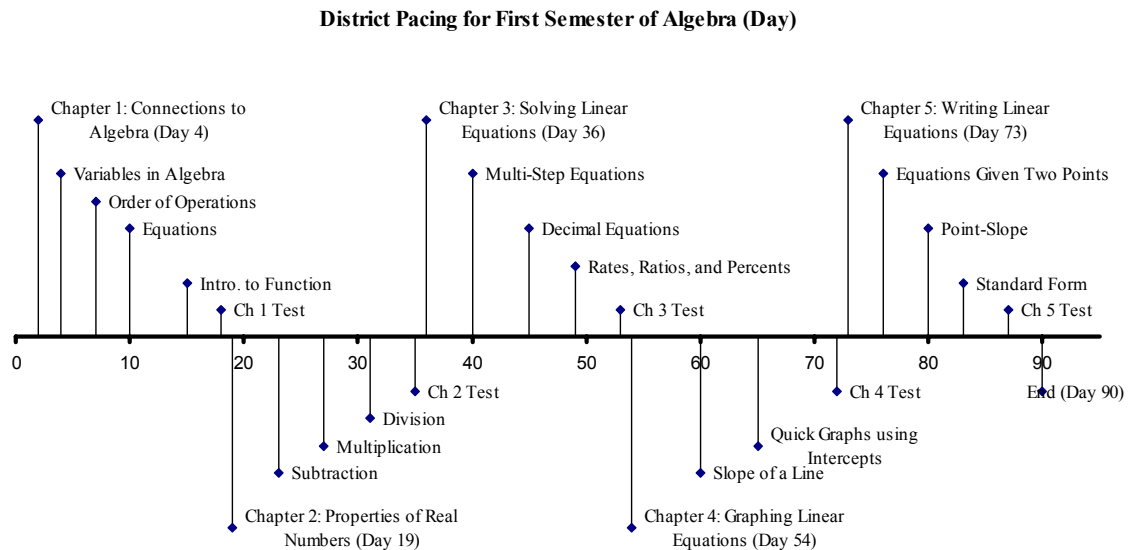 District Pacing for First Semester of Algebra (Day)
Chapter 1: Connections to
Algebra (Day 4)
Variables in Algebra
Order of Operations
Equations
Intro. to Function
Ch 1 Test
Chapter 3: Solving Linear
Equations (Day 36)
Multi-Step Equations
Decimal Equations
Rates, Ratios, and Percents
Ch 3 Test
Chapter 5: Writing Linear
Equations (Day 73)
Equations Given Two Points
Point-Slope
Standard Form
Ch 5 Test
0 10 20 30 40 50 60 70 80 90
Ch 2 Test
Division
Multiplication
Subtraction
Chapter 2: Properties of Real
Numbers (Day 19)
Ch 4 Test
Quick Graphs using
Intercepts
Slope of a Line
Chapter 4: Graphing Linear
Equations (Day 54)
End (Day 90)